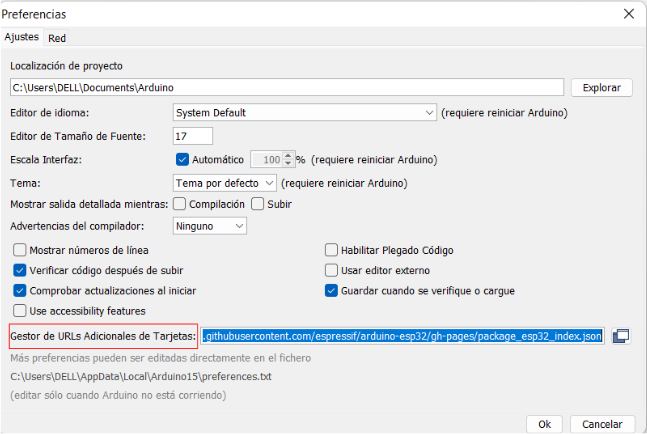 Preferencias
Ajustes Red
Localización de proyecto
C:\Users\DELL\Documents\Arduino Explorar
Editor de idioma: System Default (requiere reiniciar Arduino)
Editor de Tamaño de Fuente: 17
Escala Interfaz: Automático 100 % (requiere reiniciar Arduino)
Tema: Tema por defecto (requiere reiniciar Arduino)
Mostrar salida detallada mientras: Compilación Subir
Advertencias del compilador: Ninguno
Mostrar números de línea Habilitar Plegado Código
Verificar código después de subir Usar editor externo
Comprobar actualizaciones al iniciar Guardar cuando se verifique o cargue
Use accessibility features
Gestor de URLs Adicionales de Tarjetas: .githubusercontent.com/espressif/arduino-esp32/gh-pages/package_esp32_index.json
Más preferencias pueden ser editadas directamente en el fichero
C:\Users\DELL\AppData\Local\Arduino15\preferences.txt
(editar sólo cuando Arduino no está corriendo)
Ok Cancelar